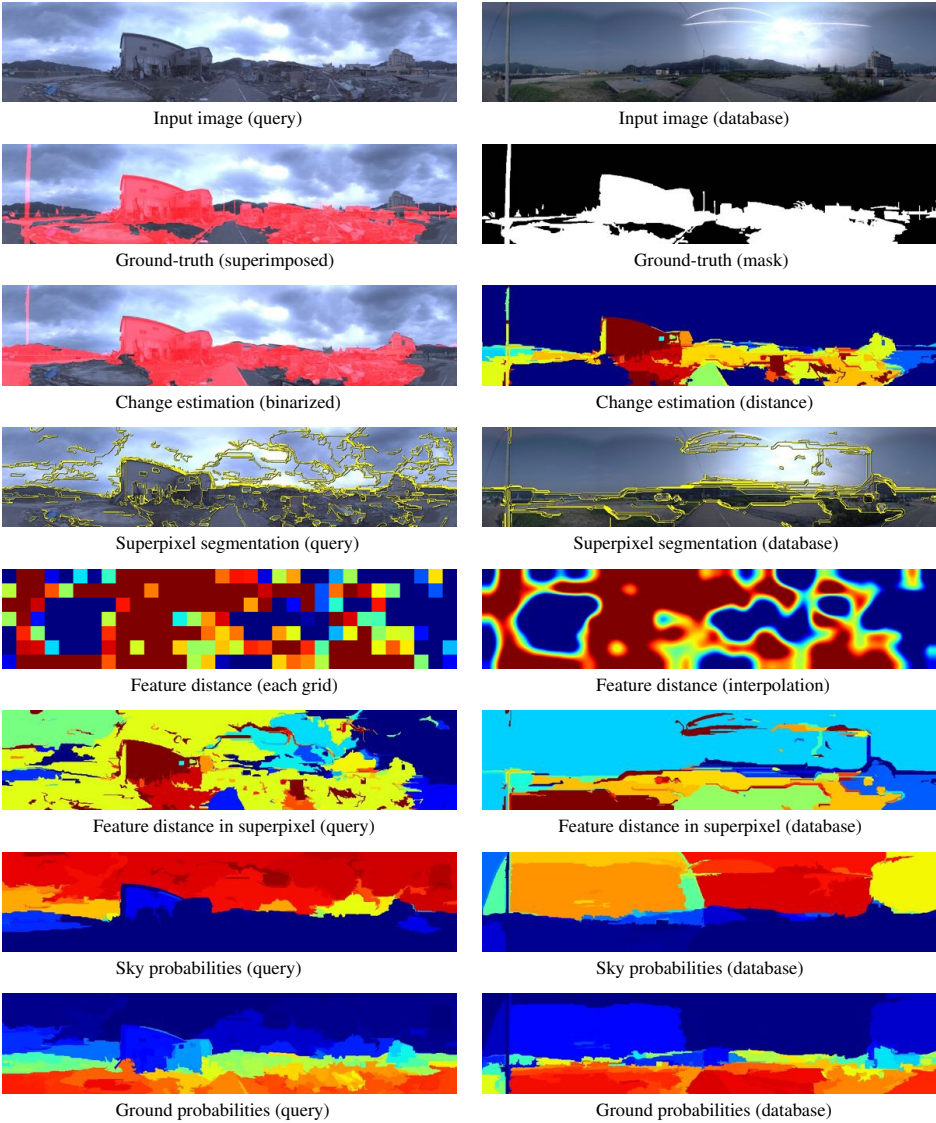 Input image (query)
Input image (database)
Ground-truth (superimposed)
Ground-truth (mask)
Change estimation (binarized)
Change estimation (distance)
Superpixel segmentation (query)
Superpixel segmentation (database)
Feature distance (each grid)
Feature distance (interpolation)
Feature distance in superpixel (query)
Feature distance in superpixel (database)
Sky probabilities (query)
Sky probabilities (database)
Ground probabilities (query)
Ground probabilities (database)